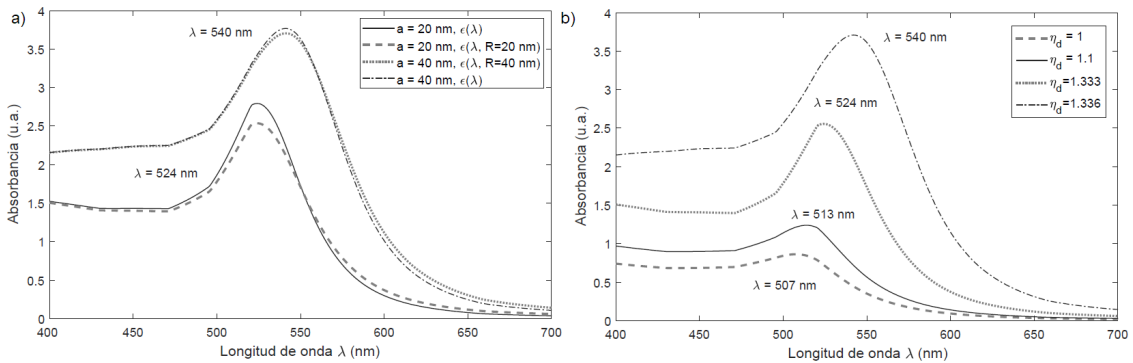 a)
λ = 540 nm
a = 20 nm, ϵ(λ)
a = 20 nm, ϵ(λ, R=20 nm)
a = 40 nm, ϵ(λ, R=40 nm)
a = 40 nm, ϵ(λ)
λ = 524 nm
Absorbancia (u.a.)
4
3.5
3
2.5
2
1.5
1
0.5
0
400 450 500 550 600 650 700
Longitud de onda λ (nm)
b)
λ = 540 nm
η_d = 1
η_d = 1.1
η_d=1.333
η_d=1.336
λ = 524 nm
λ = 513 nm
λ = 507 nm
Absorbancia (u.a.)
4
3.5
3
2.5
2
1.5
1
0.5
0
400 450 500 550 600 650 700
Longitud de onda λ (nm)